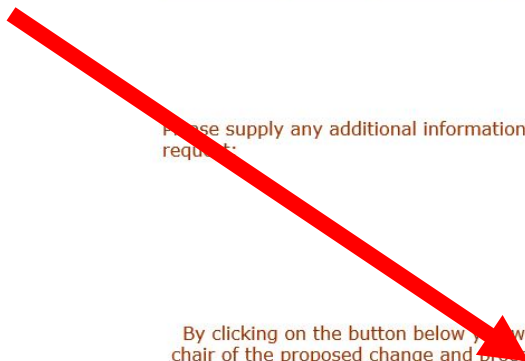 supply any additional information
By clicking on the button below
chair of the proposed change and